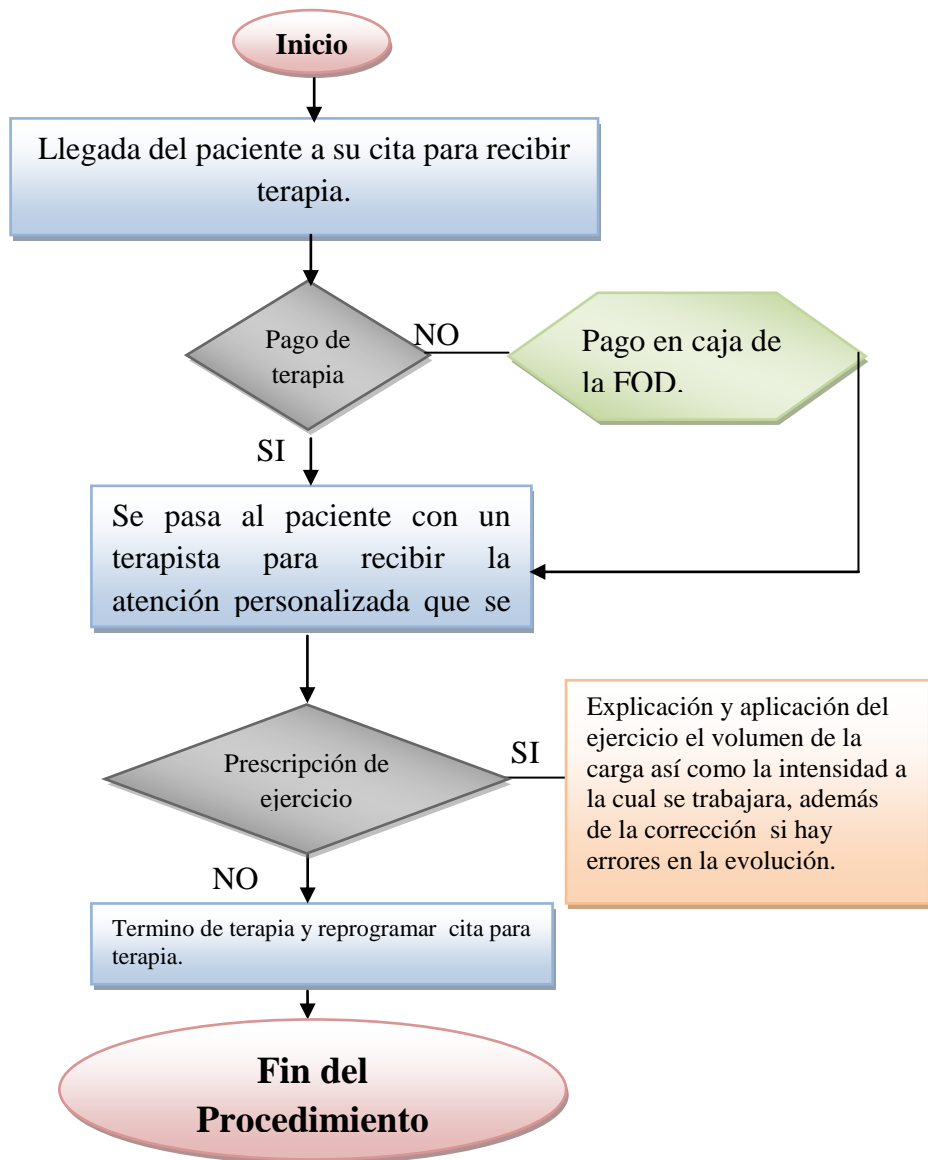 Inicio
Llegada del paciente a su cita para recibir
terapia.
Pago de
terapia
NO
Pago en caja de
la FOD.
SI
Se pasa al paciente con un
terapista para recibir la
atención personalizada que se
Prescripción de
ejercicio
SI
Explicación y aplicación del
ejercicio el volumen de la
carga así como la intensidad a
la cual se trabajara, además
de la corrección si hay
errores en la evolución.
NO
Termino de terapia y reprogramar cita para
terapia.
Fin del
Procedimiento